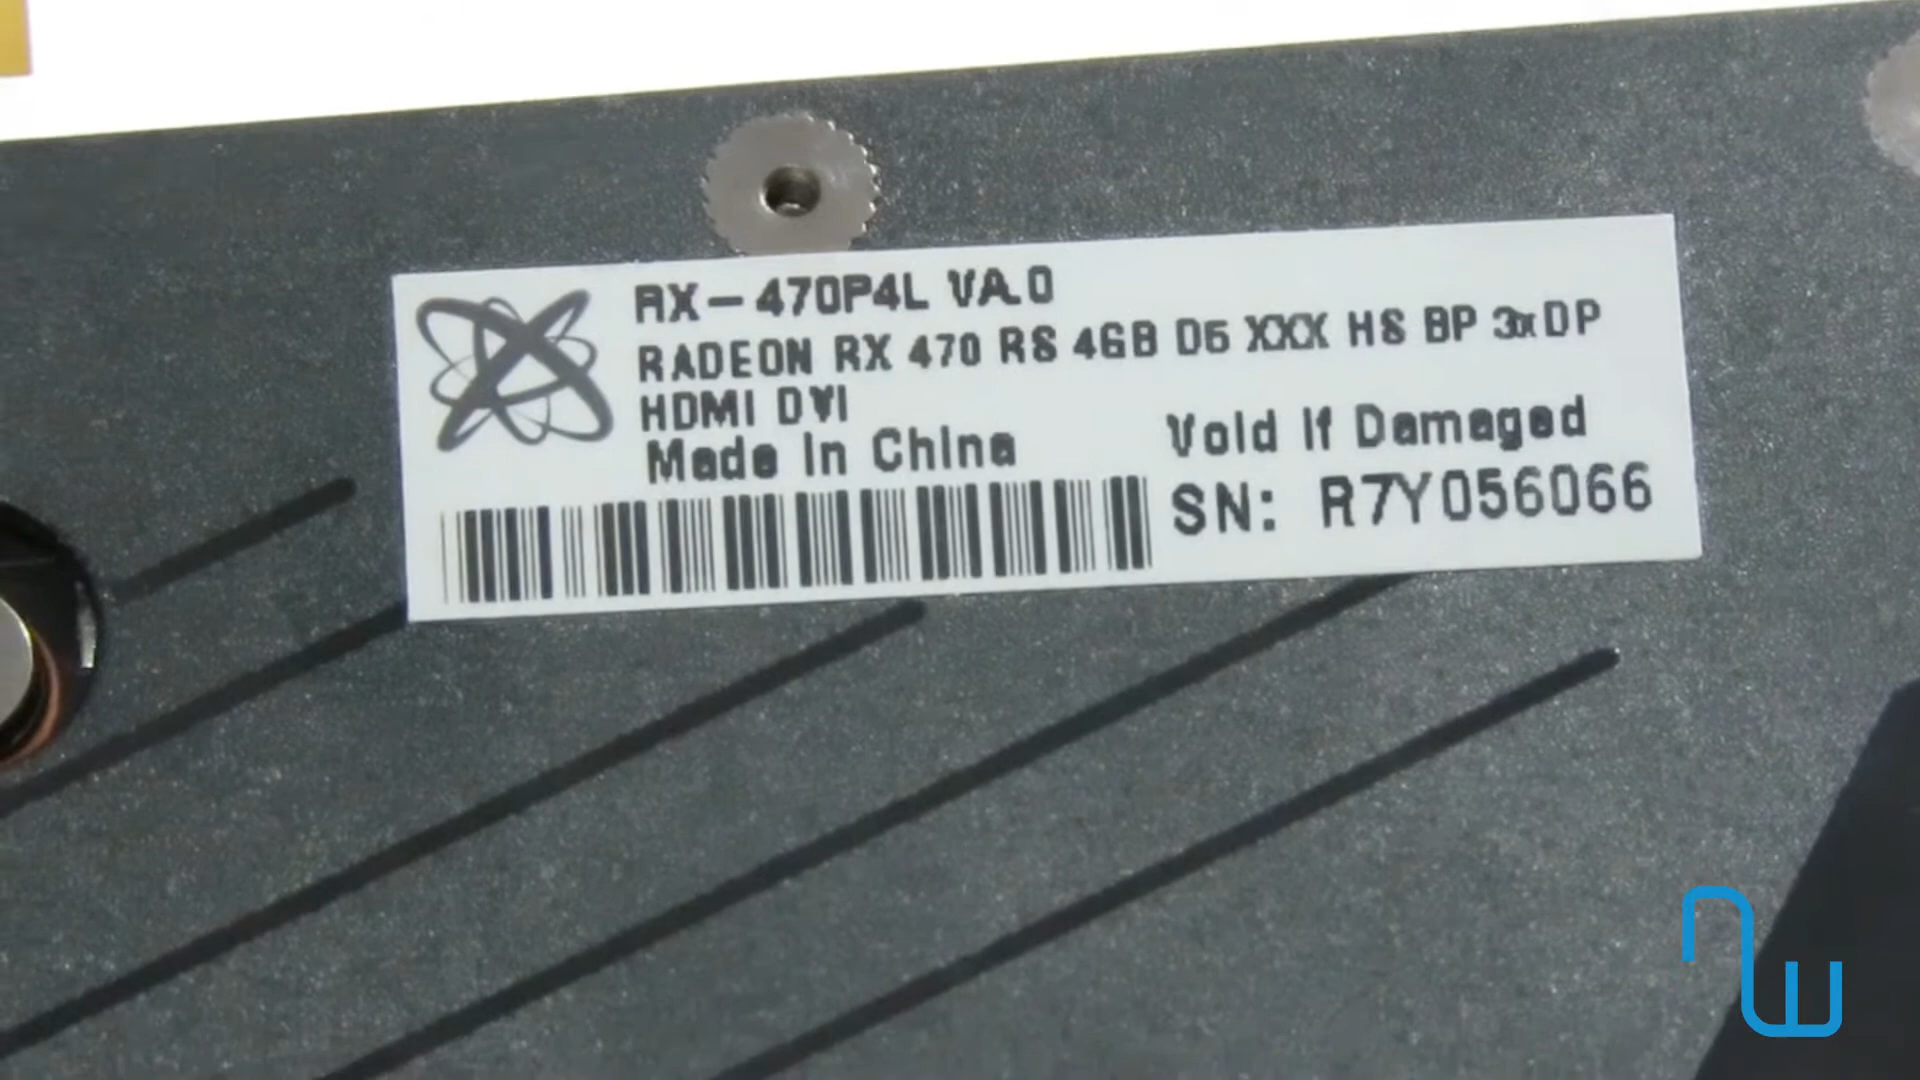 RX-470P4L VA.0
RADEON RX 470 RS 4GB D5 XXX HS BP 3xDP
HDMI DVI
Made In China
Void If Damaged
SN: R7Y056066
nw